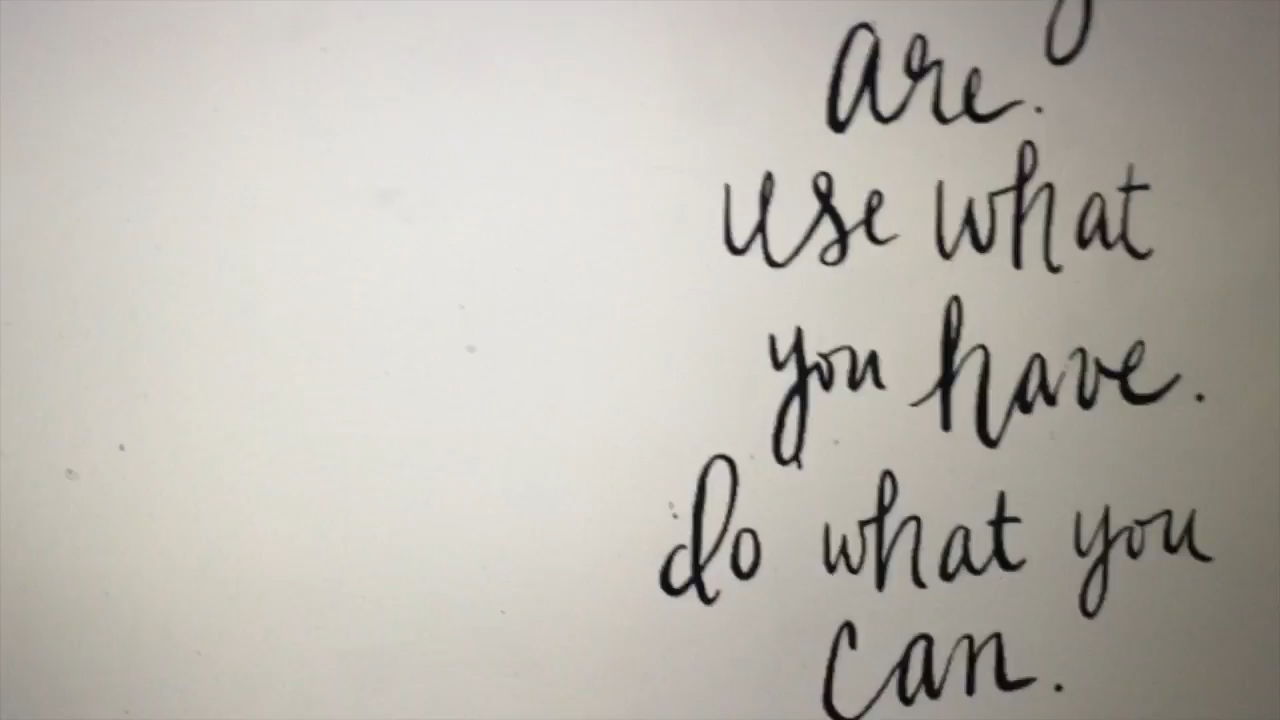 are.
use what
you have.
do what you
can.